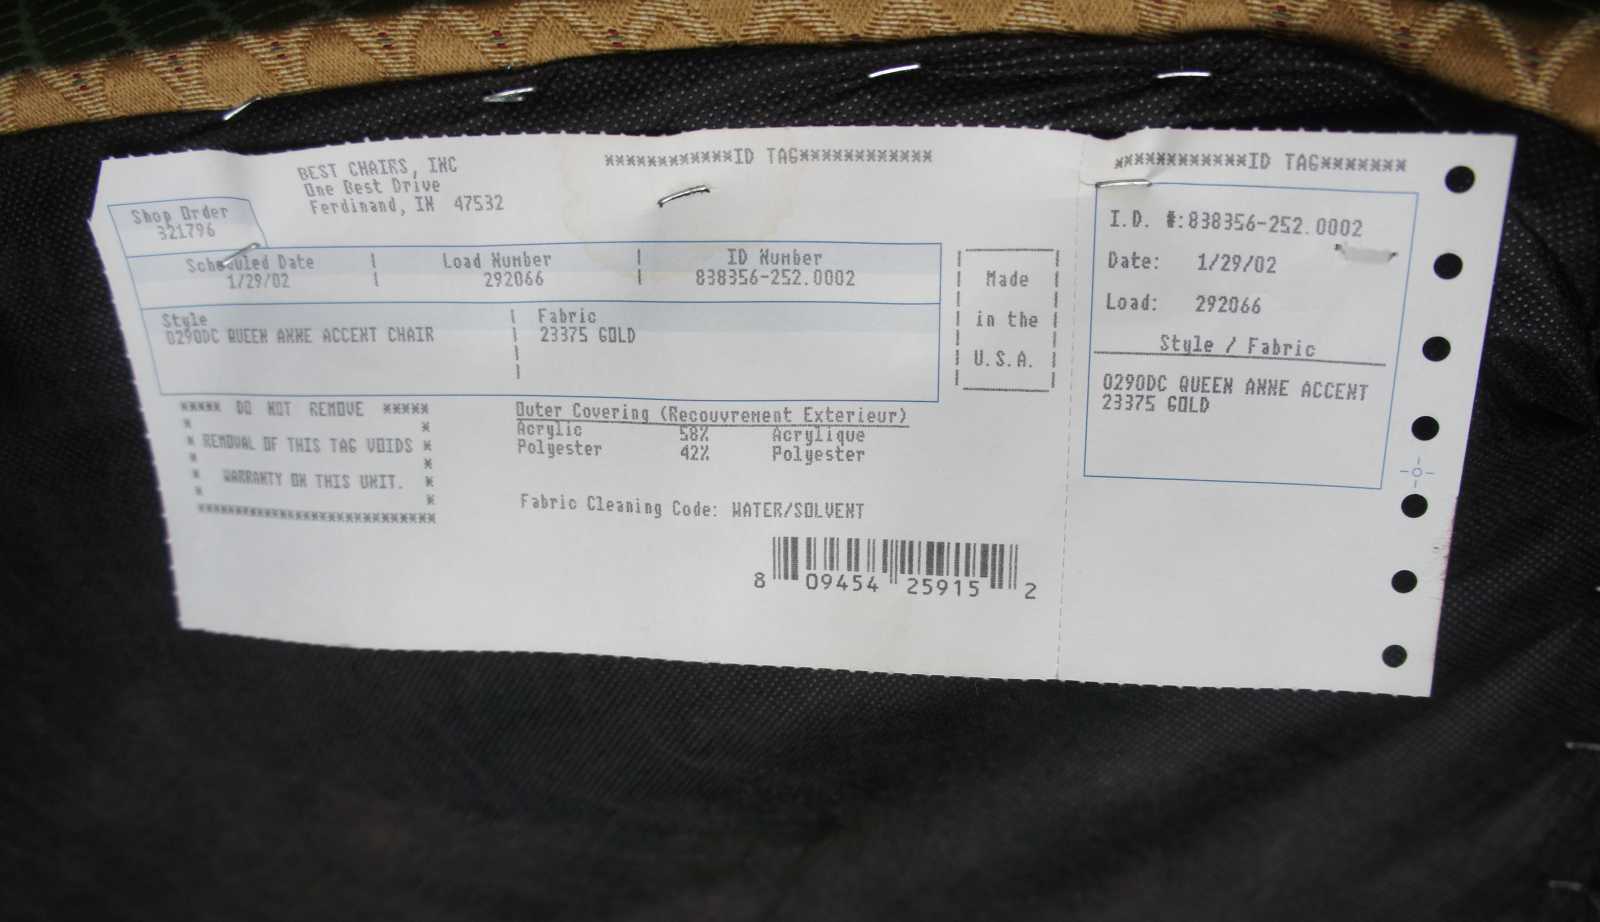 BEST CHAIRS, INC
One Best Drive
Ferdinand, IN 47532
************ID TAG************
Shop Order
321796
Scheduled Date | Load Number | ID Number
1/29/02 | 292066 | 838356-252.0002
Style | Fabric
0290DC QUEEN ANNE ACCENT CHAIR | 23375 GOLD
Made
in the
U.S.A.
***** DO NOT REMOVE *****
* REMOVAL OF THIS TAG VOIDS *
* WARRANTY ON THIS UNIT. *
Outer Covering (Recouvrement Exterieur)
Acrylic 58% Acrylique
Polyester 42% Polyester
Fabric Cleaning Code: WATER/SOLVENT
8 09454 25915 2
***********ID TAG*******
I.D. #:838356-252.0002
Date: 1/29/02
Load: 292066
Style / Fabric
0290DC QUEEN ANNE ACCENT
23375 GOLD